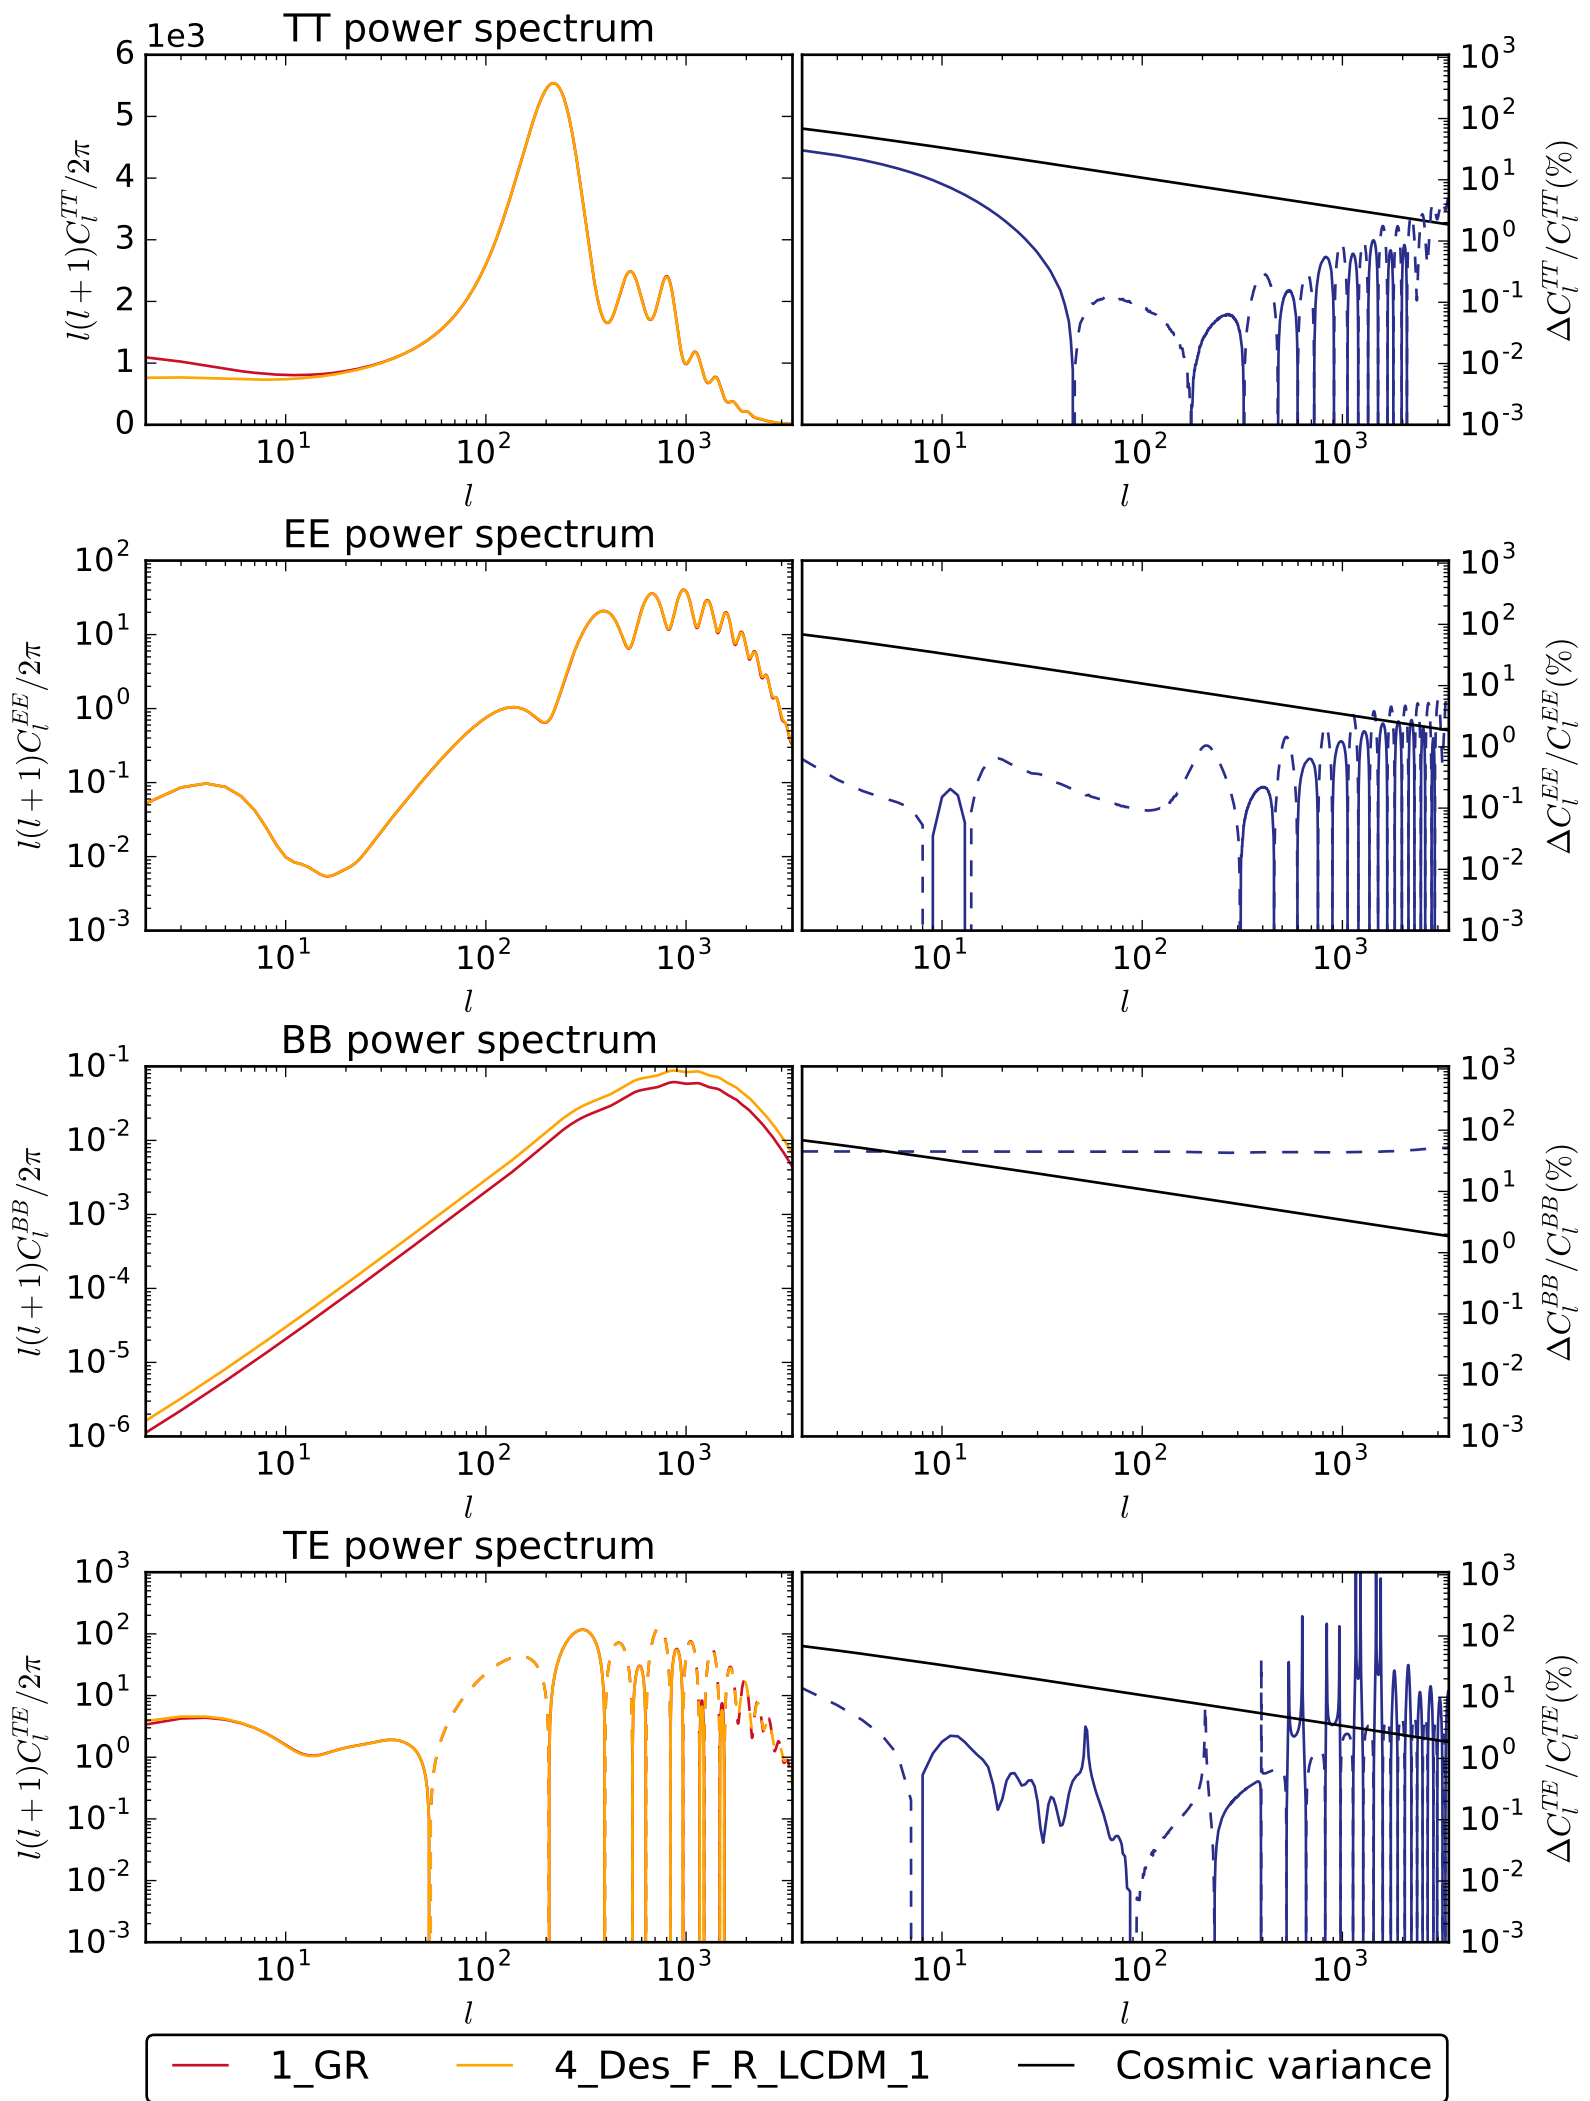 TT power spectrum
1e3
6
5
4
3
2
1
0
l(l+1)C_l^{TT}/2π
10^1 10^2 10^3
l
10^3
10^2
10^1
10^0
10^-1
10^-2
10^-3
ΔC_l^{TT}/C_l^{TT}(%)
10^1 10^2 10^3
l
EE power spectrum
10^2
10^1
10^0
10^-1
10^-2
10^-3
l(l+1)C_l^{EE}/2π
10^1 10^2 10^3
l
10^3
10^2
10^1
10^0
10^-1
10^-2
10^-3
ΔC_l^{EE}/C_l^{EE}(%)
10^1 10^2 10^3
l
BB power spectrum
10^-1
10^-2
10^-3
10^-4
10^-5
10^-6
l(l+1)C_l^{BB}/2π
10^1 10^2 10^3
l
10^3
10^2
10^1
10^0
10^-1
10^-2
10^-3
ΔC_l^{BB}/C_l^{BB}(%)
10^1 10^2 10^3
l
TE power spectrum
10^3
10^2
10^1
10^0
10^-1
10^-2
10^-3
l(l+1)C_l^{TE}/2π
10^1 10^2 10^3
l
10^3
10^2
10^1
10^0
10^-1
10^-2
10^-3
ΔC_l^{TE}/C_l^{TE}(%)
10^1 10^2 10^3
l
1_GR 4_Des_F_R_LCDM_1 Cosmic variance